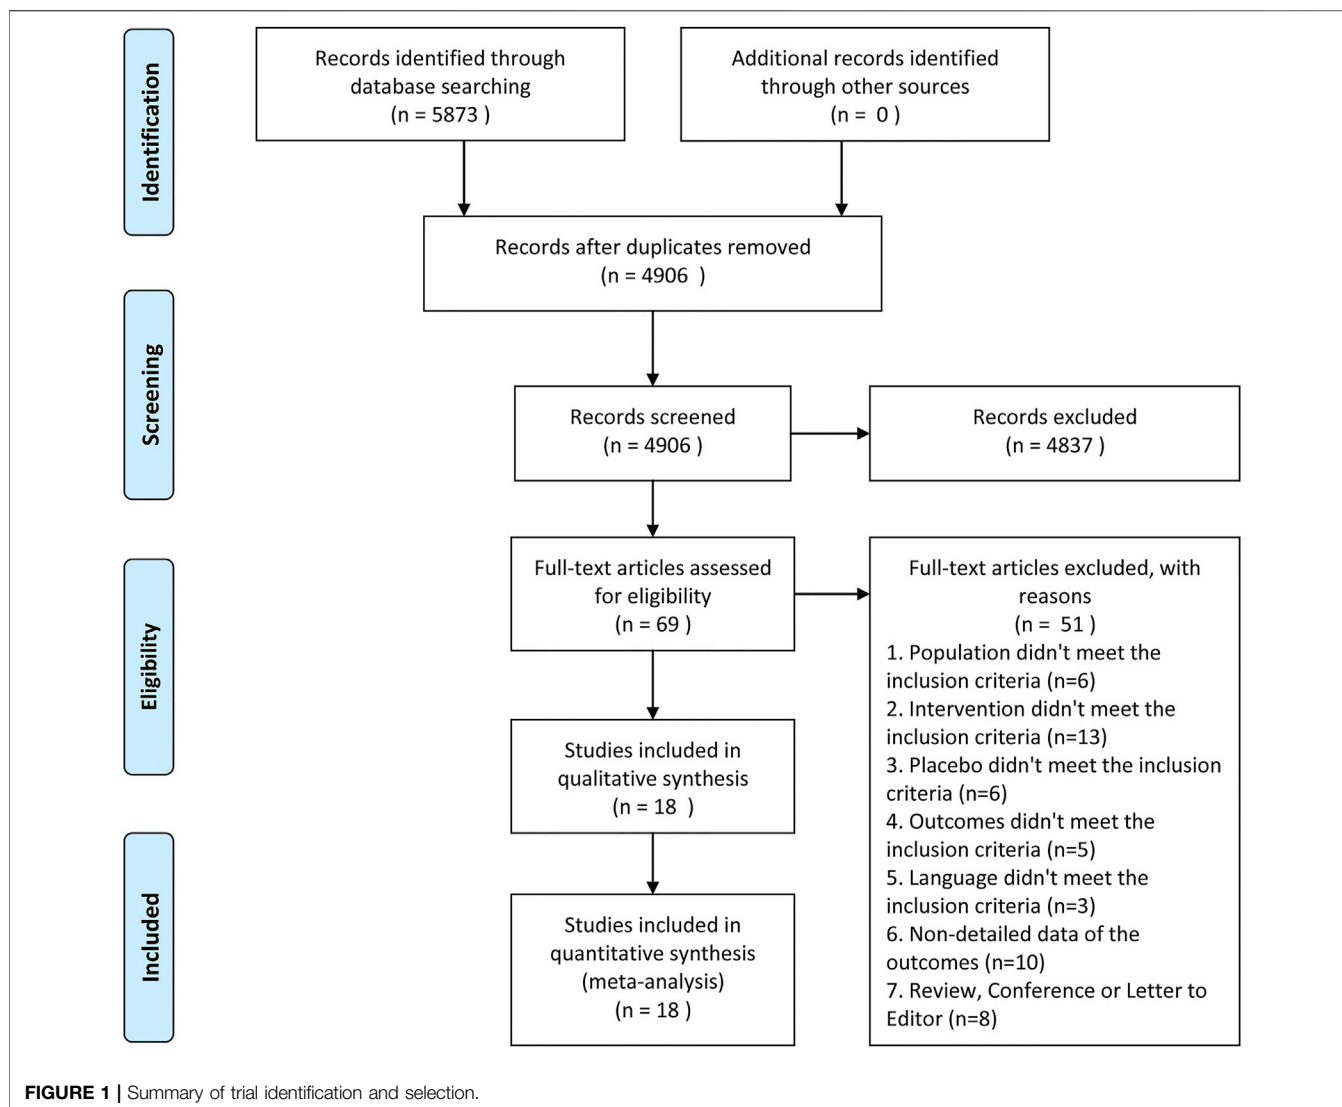 Identification
Records identified through
database searching
(n = 5873 )
Additional records identified
through other sources
(n =  0 )
Records after duplicates removed
(n = 4906  )
Screening
Records screened
(n = 4906 )
Records excluded
(n = 4837 )
Eligibility
Full-text articles assessed
for eligibility
(n = 69 )
Full-text articles excluded, with
reasons
(n =  51 )
1. Population didn't meet the
inclusion criteria (n=6)
2. Intervention didn't meet the
inclusion criteria (n=13)
3. Placebo didn't meet the inclusion
criteria (n=6)
4. Outcomes didn't meet the
inclusion criteria (n=5)
5. Language didn't meet the
inclusion criteria (n=3)
6. Non-detailed data of the
outcomes (n=10)
7. Review, Conference or Letter to
Editor (n=8)
Studies included in
qualitative synthesis
(n = 18  )
Included
Studies included in
quantitative synthesis
(meta-analysis)
(n = 18 )
FIGURE 1 | Summary of trial identification and selection.